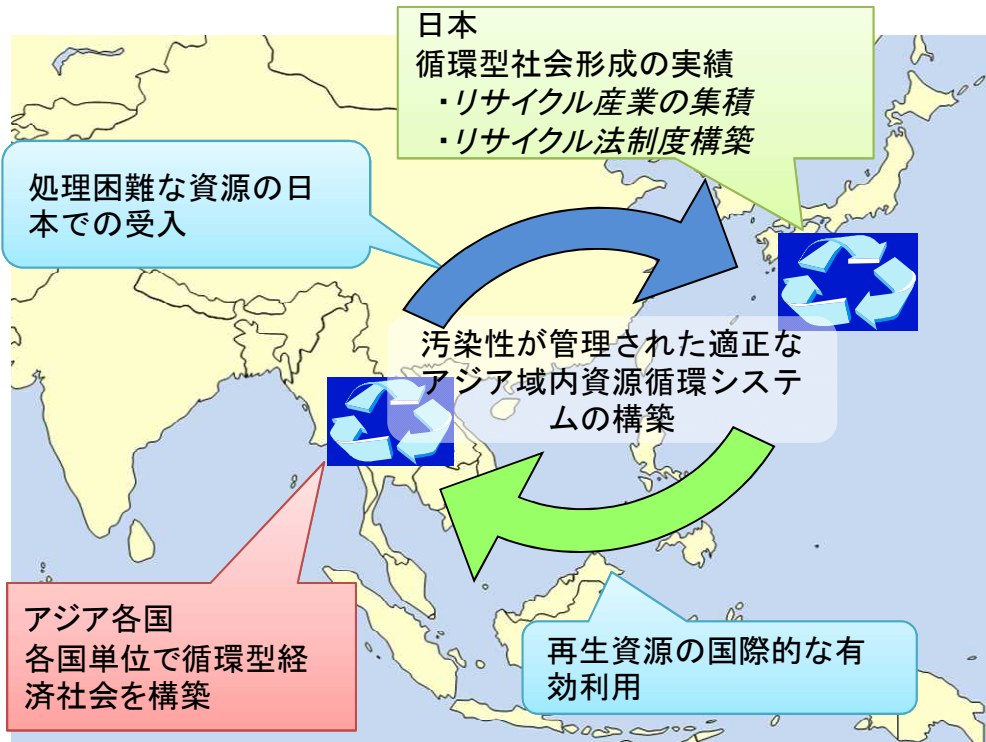 日本
循環型社会形成の実績
・リサイクル産業の集積
・リサイクル法制度構築
処理困難な資源の日
本での受入
汚染性が管理された適正な
アジア域内資源循環システ
ムの構築
アジア各国
各国単位で循環型経
済社会を構築
再生資源の国際的な有
効利用